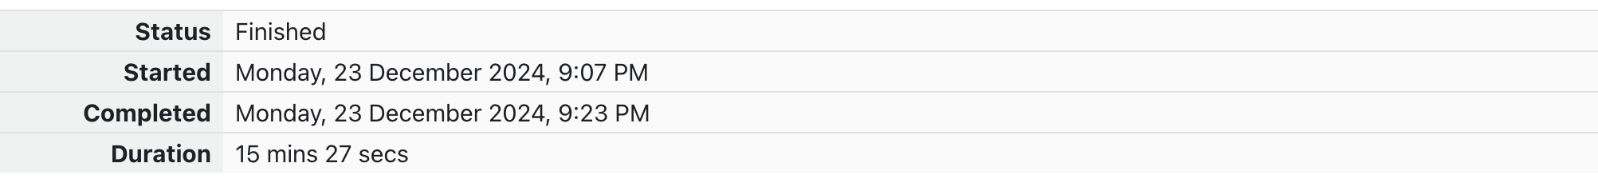 Status Finished
Started Monday, 23 December 2024, 9:07 PM
Completed Monday, 23 December 2024, 9:23 PM
Duration 15 mins 27 secs